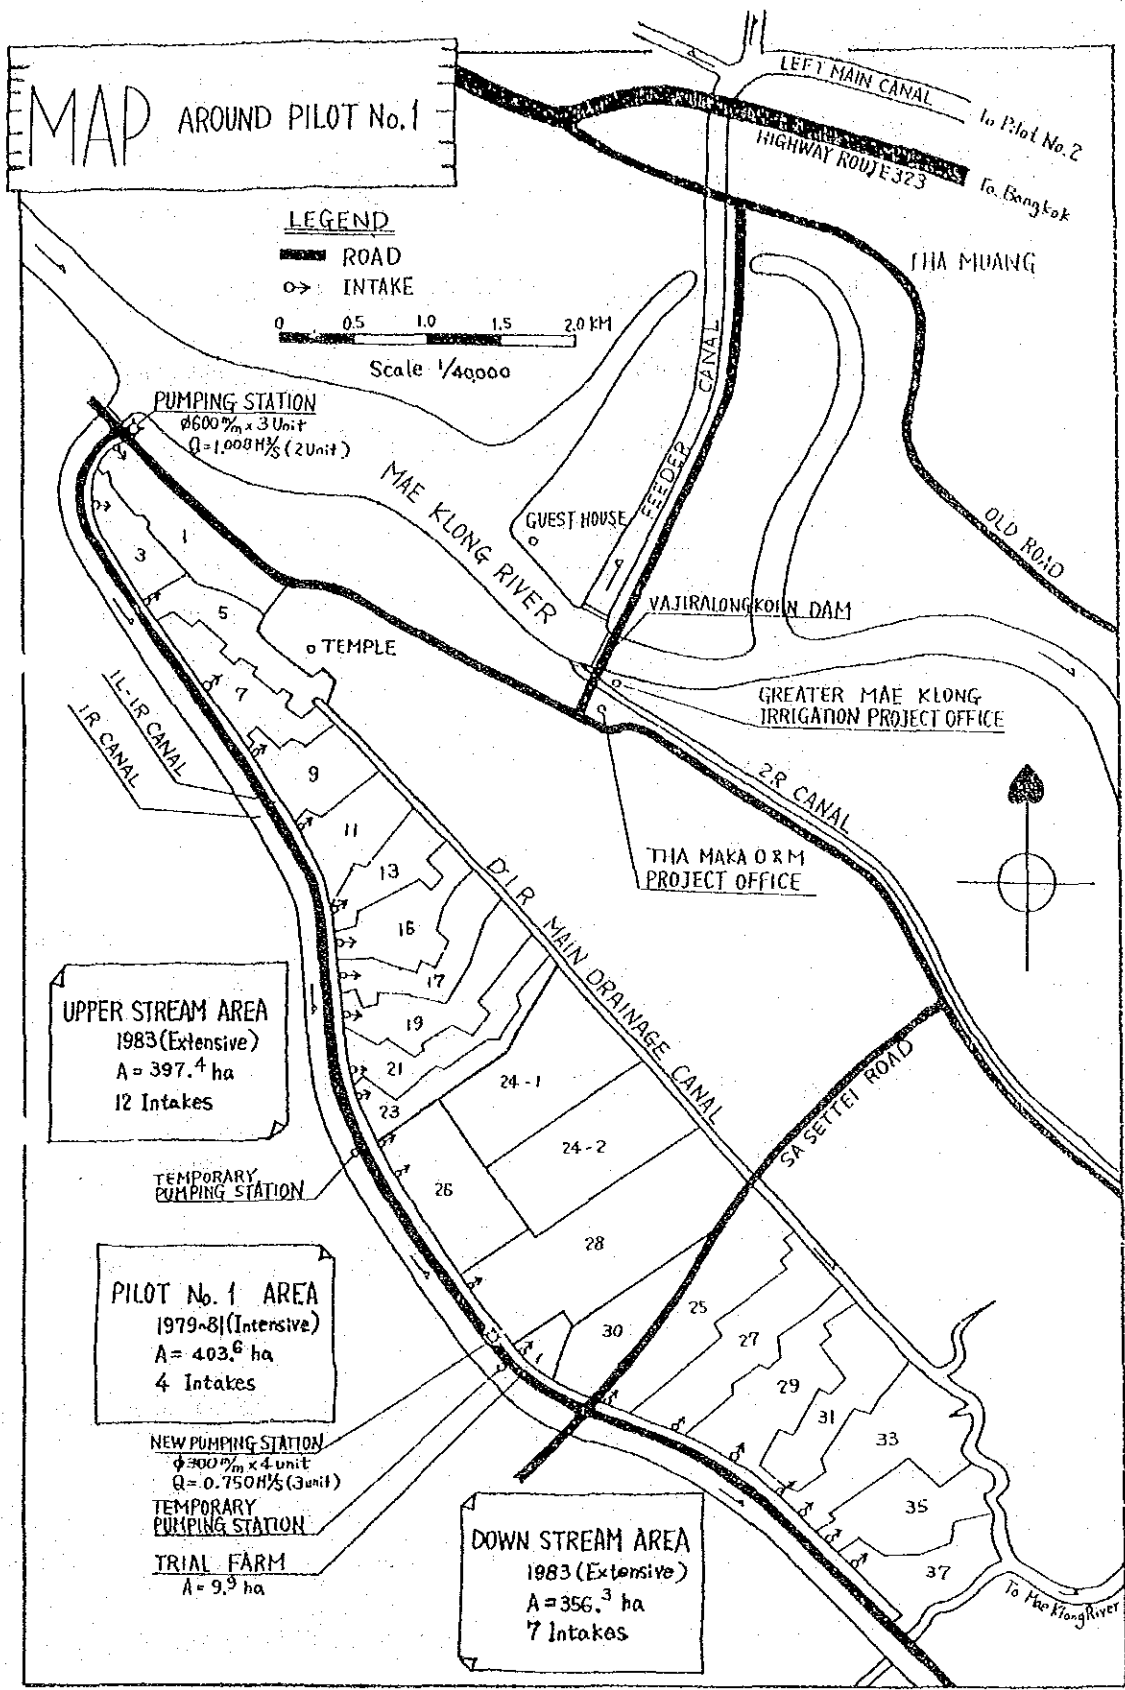 MAP AROUND PILOT No.1
LEFT MAIN CANAL
To Pilot No.2
HIGHWAY ROUTE 323
To Bangkok
THA MUANG
LEGEND
ROAD
INTAKE
0 0.5 1.0 1.5 2.0 KM
Scale 1/40,000
PUMPING STATION
φ600 m/m x 3 Unit
Q=1.008 M³/S (2Unit)
MAE KLONG RIVER
GUEST HOUSE
FEEDER CANAL
OLD ROAD
VAJIRALONGKORN DAM
TEMPLE
GREATER MAE KLONG
IRRIGATION PROJECT OFFICE
1L-1R CANAL
1R CANAL
2R CANAL
THA MAKA O&M
PROJECT OFFICE
D-1R MAIN DRAINAGE CANAL
SA SETTEI ROAD
1
3
5
7
9
11
13
16
17
19
21
23
24-1
24-2
26
28
30
25
27
29
31
33
35
37
UPPER STREAM AREA
1983 (Extensive)
A = 397.4 ha
12 Intakes
TEMPORARY
PUMPING STATION
PILOT No. 1 AREA
1979~81 (Intensive)
A = 403.6 ha
4 Intakes
NEW PUMPING STATION
φ300 m/m x 4 unit
Q=0.750 M³/S (3unit)
TEMPORARY
PUMPING STATION
TRIAL FARM
A = 9.9 ha
DOWN STREAM AREA
1983 (Extensive)
A = 356.3 ha
7 Intakes
To Mae Klong River